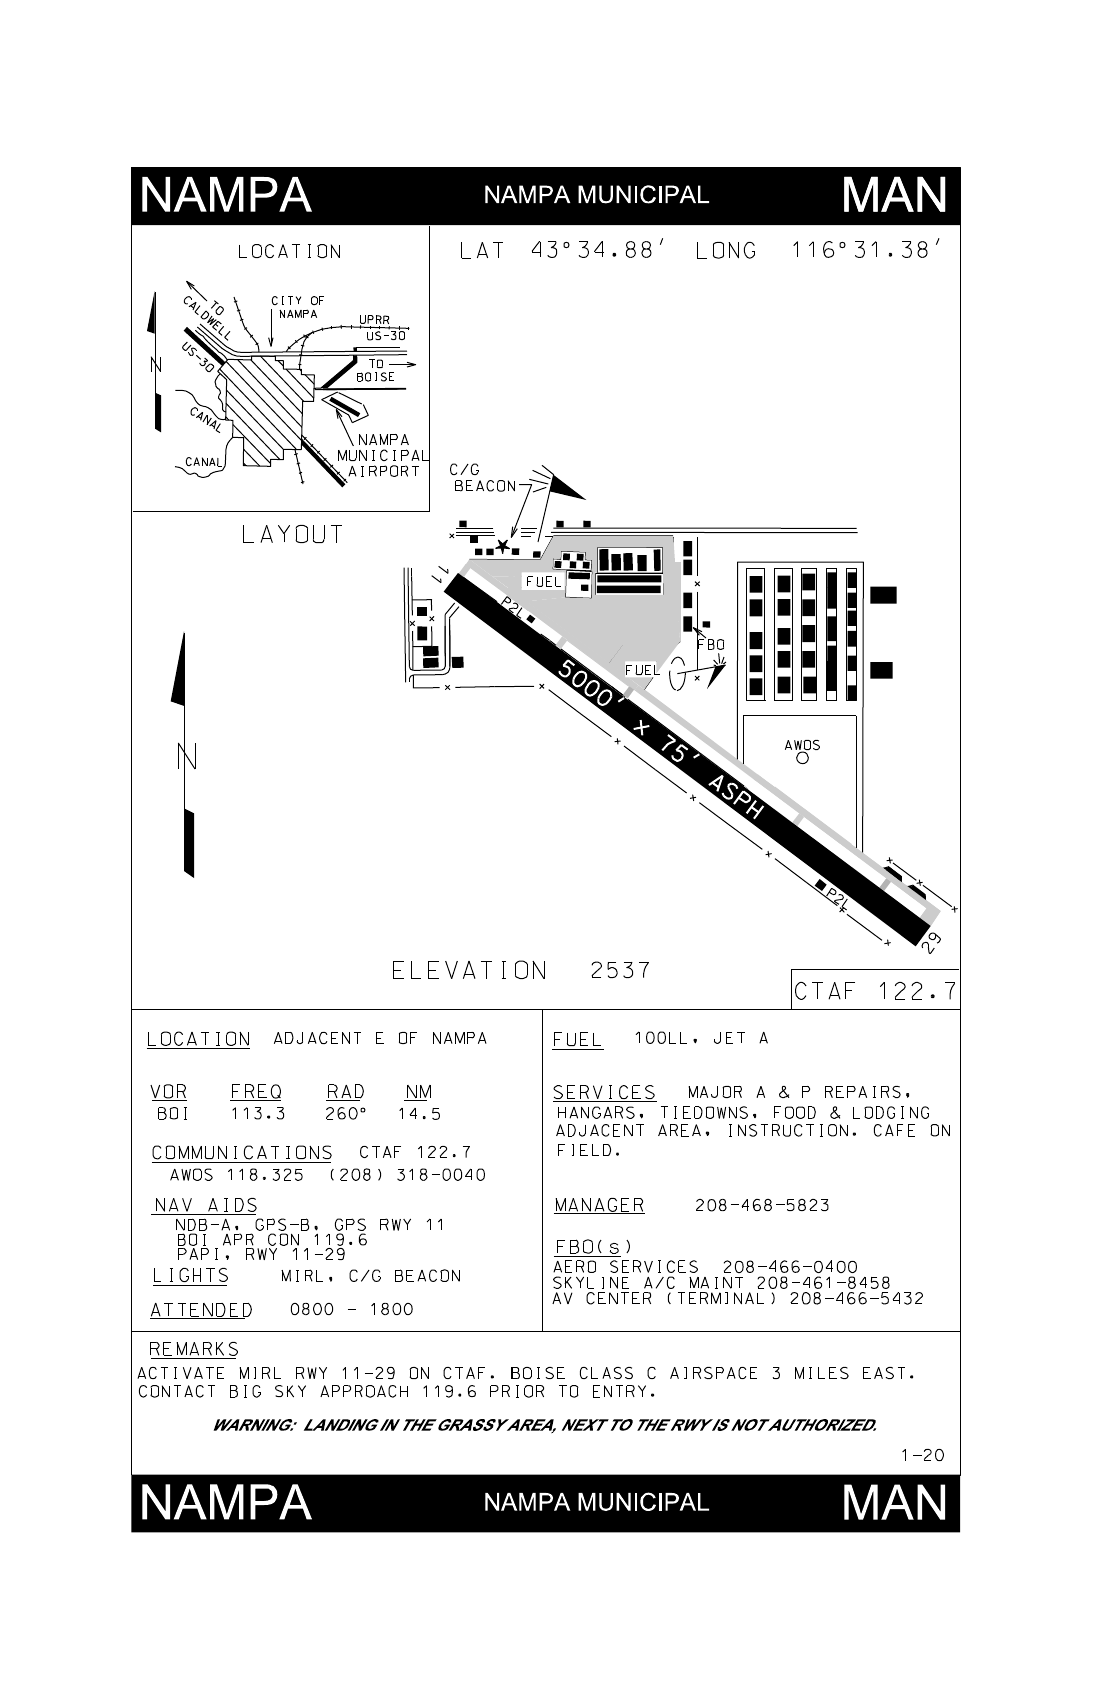 NAMPA NAMPA MUNICIPAL MAN
LOCATION
LAT 43°34.88′ LONG 116°31.38′
TO
CALDWELL
CITY OF
NAMPA
UPRR
US-30
US-30
TO
BOISE
N
CANAL
CANAL
NAMPA
MUNICIPAL
AIRPORT
C/G
BEACON
LAYOUT
11
FUEL
P2L
FBO
FUEL
5000′ x 75′ ASPH
N
AWOS
P2L
29
ELEVATION 2537
CTAF 122.7
LOCATION ADJACENT E OF NAMPA
VOR FREQ RAD NM
BOI 113.3 260° 14.5
COMMUNICATIONS CTAF 122.7
AWOS 118.325 (208) 318-0040
NAV AIDS
NDB-A, GPS-B, GPS RWY 11
BOI APR CON 119.6
PAPI, RWY 11-29
LIGHTS MIRL, C/G BEACON
ATTENDED 0800 - 1800
FUEL 100LL, JET A
SERVICES MAJOR A & P REPAIRS,
HANGARS, TIEDOWNS, FOOD & LODGING
ADJACENT AREA, INSTRUCTION. CAFE ON
FIELD.
MANAGER 208-468-5823
FBO(s)
AERO SERVICES 208-466-0400
SKYLINE A/C MAINT 208-461-8458
AV CENTER (TERMINAL) 208-466-5432
REMARKS
ACTIVATE MIRL RWY 11-29 ON CTAF. BOISE CLASS C AIRSPACE 3 MILES EAST.
CONTACT BIG SKY APPROACH 119.6 PRIOR TO ENTRY.
WARNING: LANDING IN THE GRASSY AREA, NEXT TO THE RWY IS NOT AUTHORIZED.
1-20
NAMPA NAMPA MUNICIPAL MAN